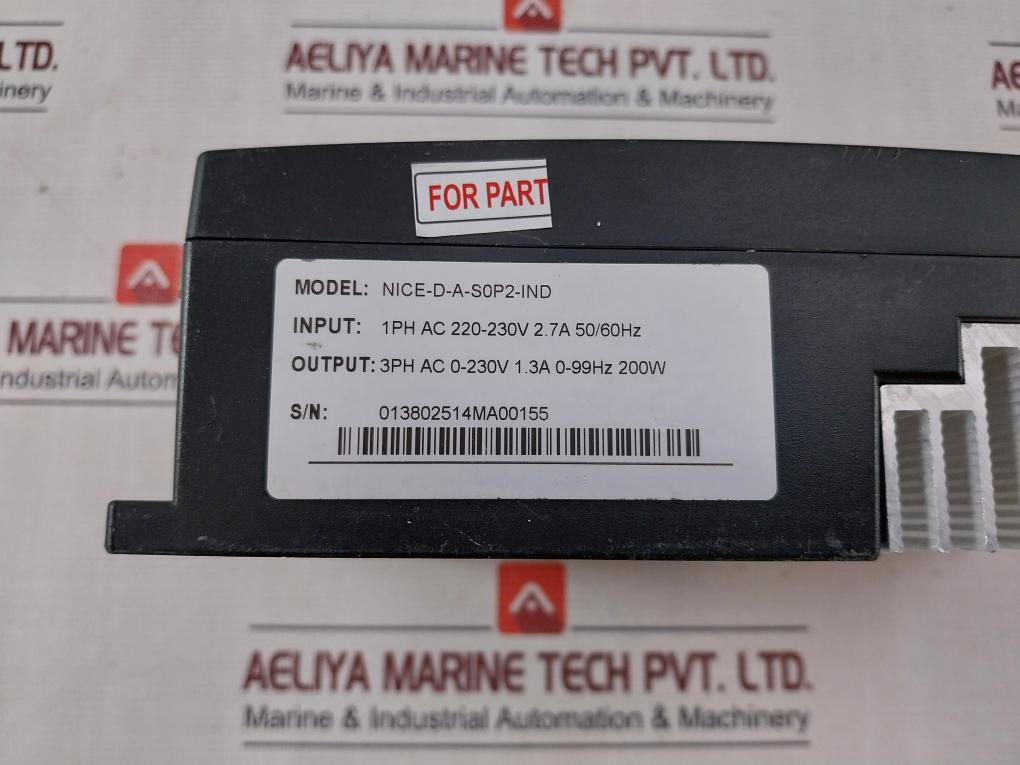 LTD.
inery
AELIYA MARINE TECH PVT. LTD.
Marine & Industrial Automation & Machinery
AE
Ma
FOR PART
MODEL: NICE-D-A-S0P2-IND
INPUT: 1PH AC 220-230V 2.7A 50/60Hz
OUTPUT: 3PH AC 0-230V 1.3A 0-99Hz 200W
S/N: 013802514MA00155
MARINE T
ndustrial Autom
AELIYA MARINE TECH PVT. LTD.
Marine & Industrial Automation & Machinery